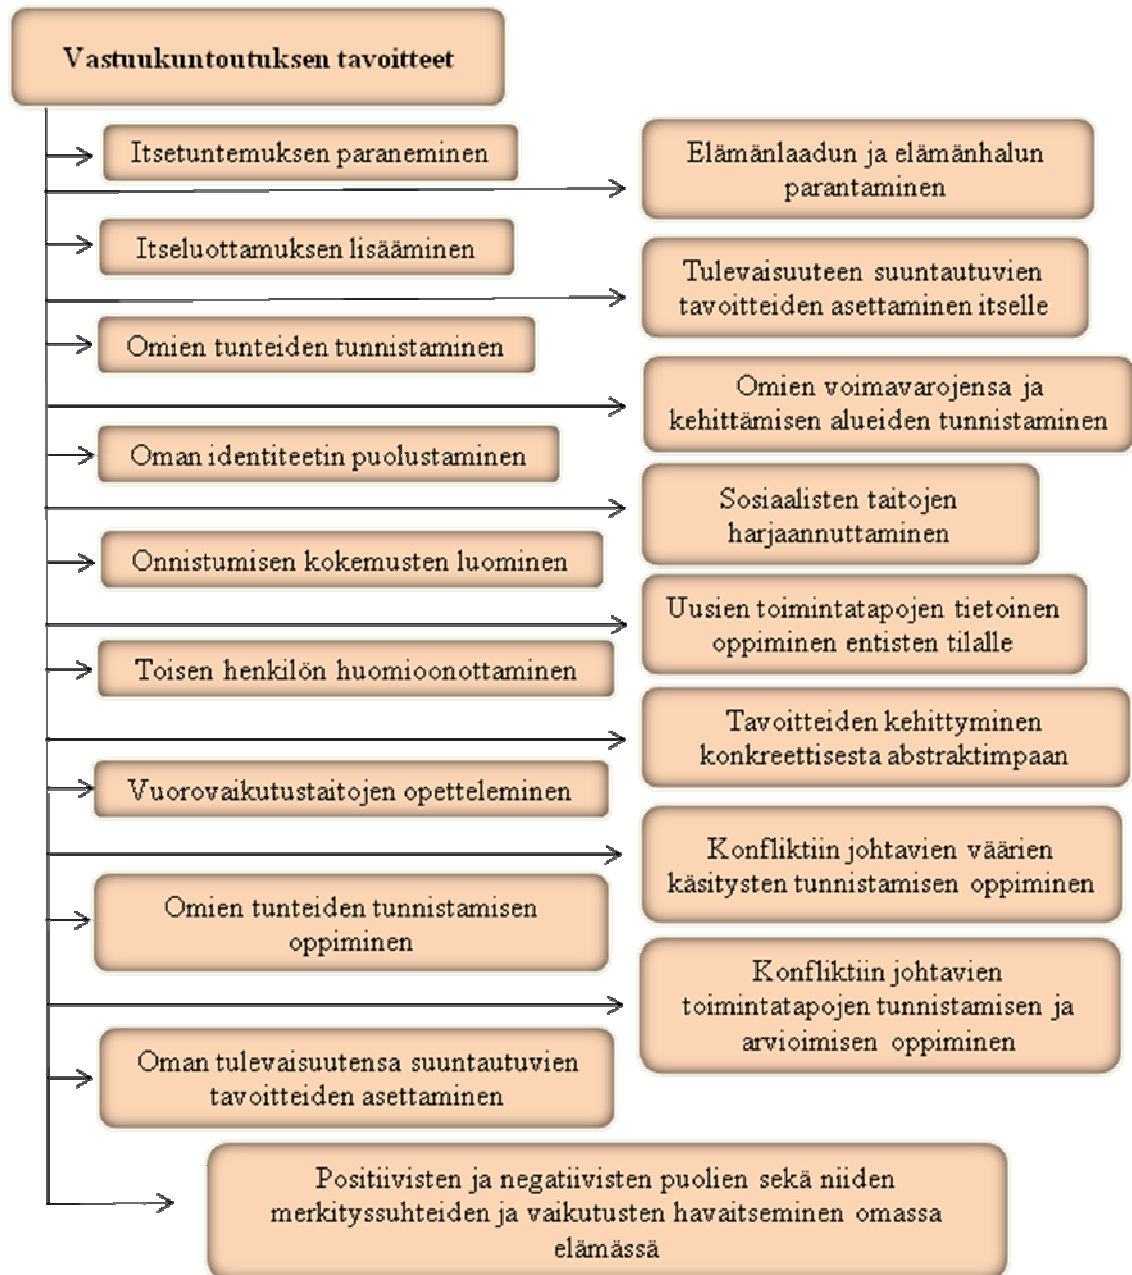 Vastuukuntoutuksen tavoitteet
Itsetuntemuksen paraneminen
Elämänlaadun ja elämänhalun
parantaminen
Itseluottamuksen lisääminen
Tulevaisuuteen suuntautuvien
tavoitteiden asettaminen itselle
Omien tunteiden tunnistaminen
Omien voimavarojensa ja
kehittämisen alueiden tunnistaminen
Oman identiteetin puolustaminen
Sosiaalisten taitojen
harjaannuttaminen
Onnistumisen kokemusten luominen
Uusien toimintatapojen tietoinen
oppiminen entisten tilalle
Toisen henkilön huomioonottaminen
Tavoitteiden kehittyminen
konkreettisesta abstraktimpaan
Vuorovaikutustaitojen opetteleminen
Konfliktiin johtavien väärien
käsitysten tunnistamisen oppiminen
Omien tunteiden tunnistamisen
oppiminen
Konfliktiin johtavien
toimintatapojen tunnistamisen ja
arvioimisen oppiminen
Oman tulevaisuutensa suuntautuvien
tavoitteiden asettaminen
Positiivisten ja negatiivisten puolien sekä niiden
merkityssuhteiden ja vaikutusten havaitseminen omassa
elämässä